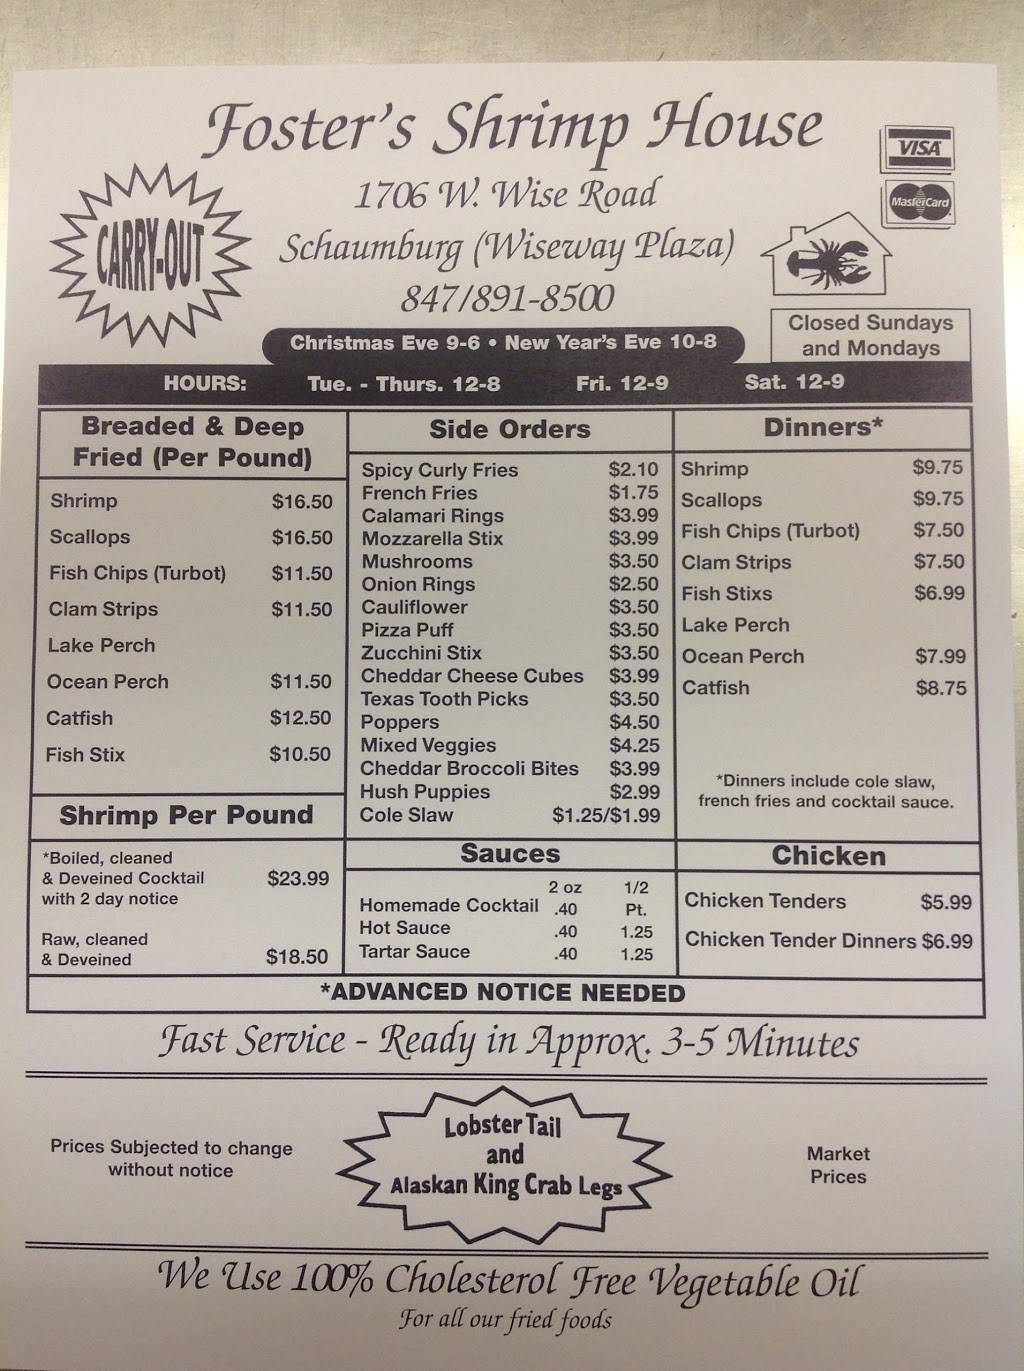 Foster's Shrimp House
1706 W. Wise Road
Schaumburg (Wiseway Plaza)
847/891-8500
CARRY-OUT
VISA
MasterCard
Closed Sundays
and Mondays
Christmas Eve 9-6 • New Year's Eve 10-8
HOURS: Tue. - Thurs. 12-8 Fri. 12-9 Sat. 12-9
Breaded & Deep
Fried (Per Pound)
Shrimp $16.50
Scallops $16.50
Fish Chips (Turbot) $11.50
Clam Strips $11.50
Lake Perch
Ocean Perch $11.50
Catfish $12.50
Fish Stix $10.50
Shrimp Per Pound
*Boiled, cleaned
& Deveined Cocktail $23.99
with 2 day notice
Raw, cleaned
& Deveined $18.50
Side Orders
Spicy Curly Fries $2.10
French Fries $1.75
Calamari Rings $3.99
Mozzarella Stix $3.99
Mushrooms $3.50
Onion Rings $2.50
Cauliflower $3.50
Pizza Puff $3.50
Zucchini Stix $3.50
Cheddar Cheese Cubes $3.99
Texas Tooth Picks $3.50
Poppers $4.50
Mixed Veggies $4.25
Cheddar Broccoli Bites $3.99
Hush Puppies $2.99
Cole Slaw $1.25/$1.99
Sauces
2 oz 1/2
Homemade Cocktail .40 Pt.
Hot Sauce .40 1.25
Tartar Sauce .40 1.25
Dinners*
Shrimp $9.75
Scallops $9.75
Fish Chips (Turbot) $7.50
Clam Strips $7.50
Fish Stixs $6.99
Lake Perch
Ocean Perch $7.99
Catfish $8.75
*Dinners include cole slaw,
french fries and cocktail sauce.
Chicken
Chicken Tenders $5.99
Chicken Tender Dinners $6.99
*ADVANCED NOTICE NEEDED
Fast Service - Ready in Approx. 3-5 Minutes
Prices Subjected to change
without notice
Lobster Tail
and
Alaskan King Crab Legs
Market
Prices
We Use 100% Cholesterol Free Vegetable Oil
For all our fried foods